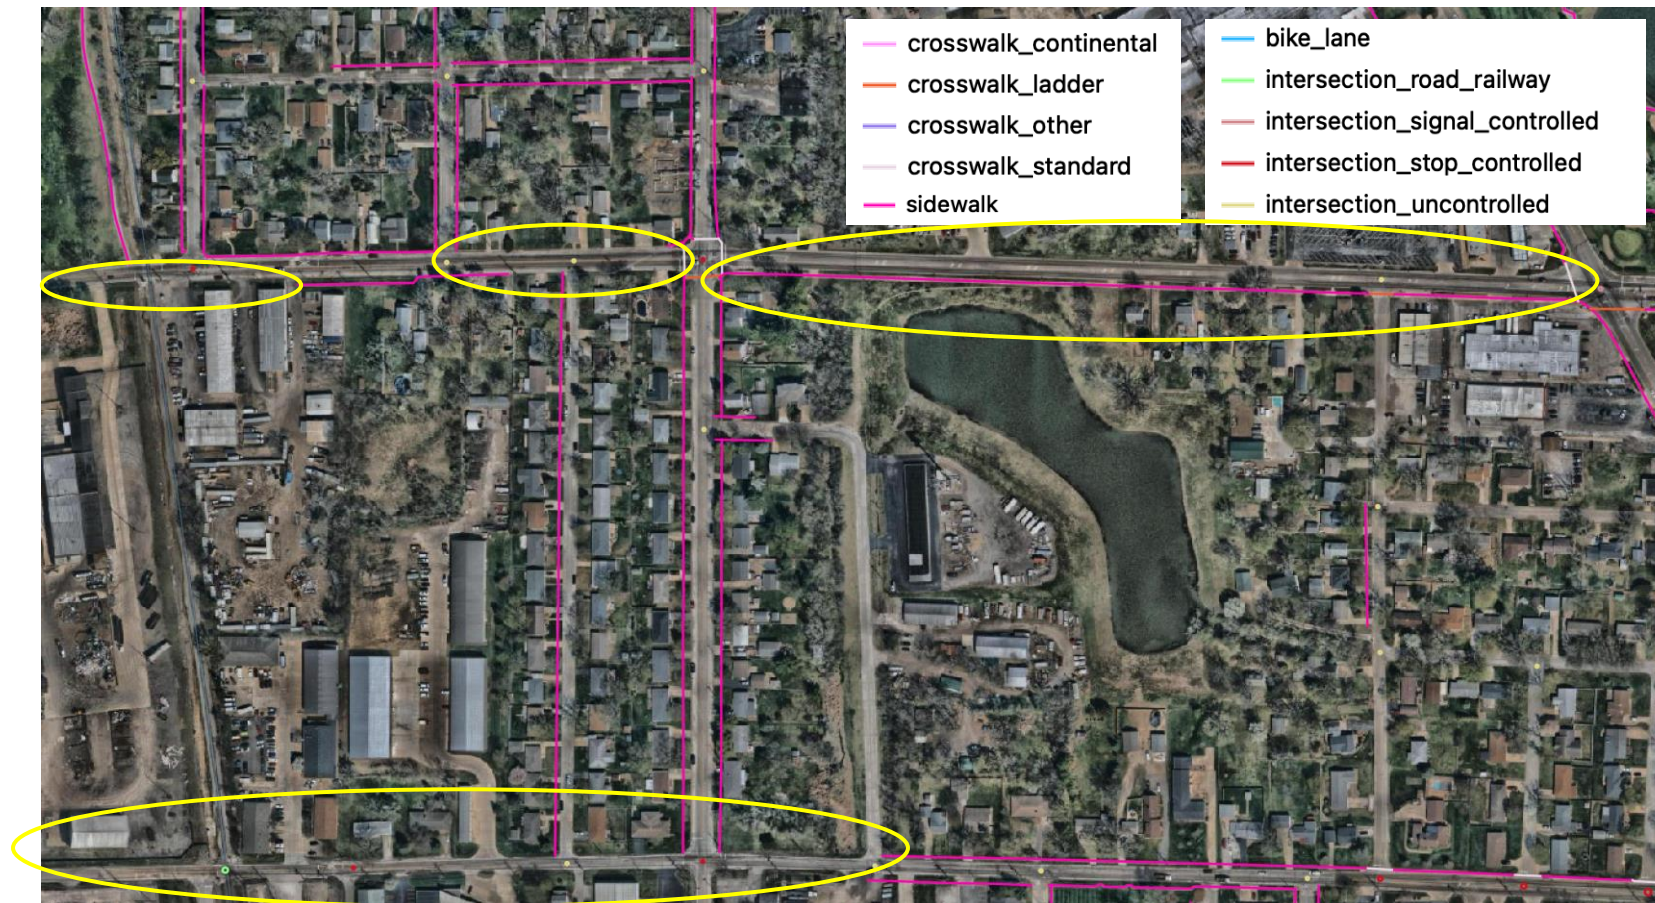 crosswalk_continental
crosswalk_ladder
crosswalk_other
crosswalk_standard
sidewalk
bike_lane
intersection_road_railway
intersection_signal_controlled
intersection_stop_controlled
intersection_uncontrolled